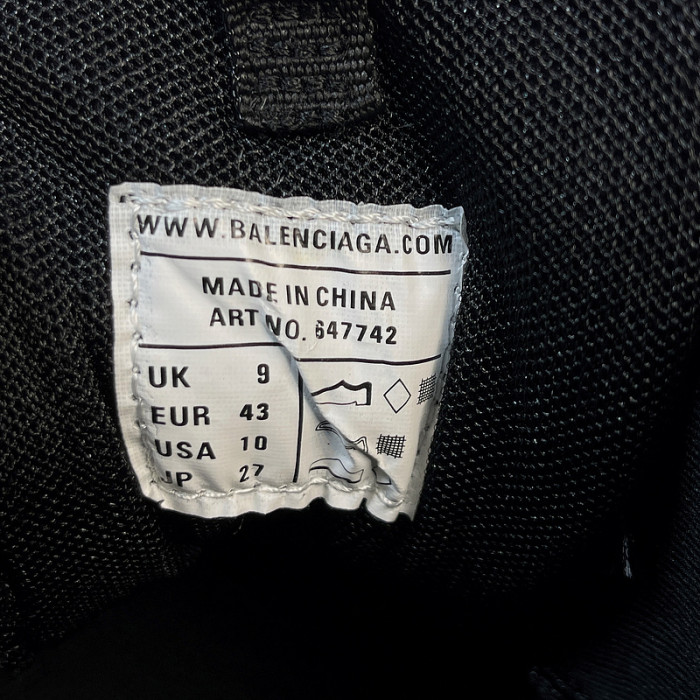 WWW.BALENCIAGA.COM
MADE IN CHINA
ART NO. 647742
UK 9
EUR 43
USA 10
JP 27